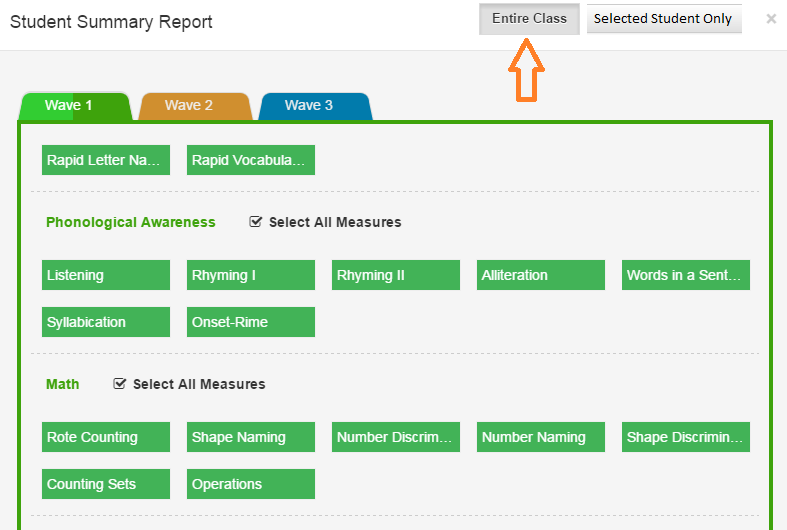 Student Summary Report
Entire Class Selected Student Only ×
Wave 1 Wave 2 Wave 3
Rapid Letter Na... Rapid Vocabula...
Phonological Awareness Select All Measures
Listening Rhyming I Rhyming II Alliteration Words in a Sent...
Syllabication Onset-Rime
Math Select All Measures
Rote Counting Shape Naming Number Discrim... Number Naming Shape Discrimin...
Counting Sets Operations